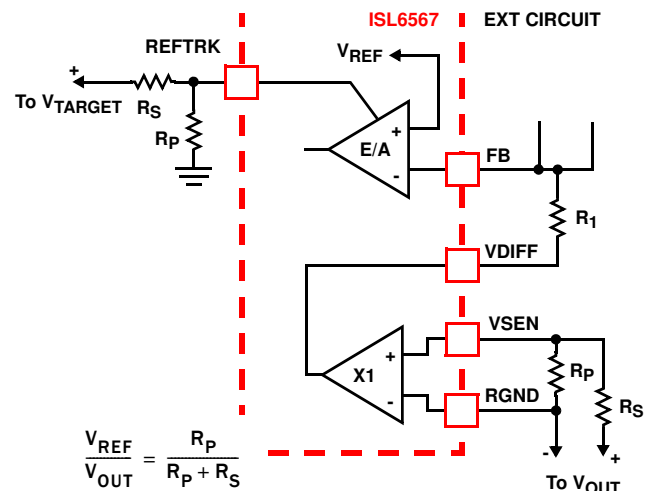 ISL6567
EXT CIRCUIT
REFTRK
VREF
+
To VTARGET
RS
RP
+
E/A
-
FB
R1
VDIFF
VSEN
+
X1
-
RP
RGND
RS
VREF / VOUT = RP / RP + RS
- +
To VOUT